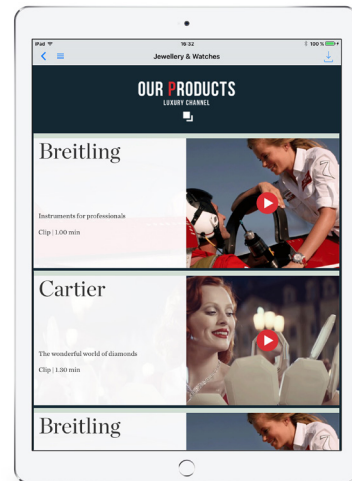 iPad 16:52 100 %
Jewellery & Watches
OUR PRODUCTS
LUXURY CHANNEL
Breitling
Instruments for professionals
Clip | 1.00 min
Cartier
The wonderful world of diamonds
Clip | 1.30 min
Breitling